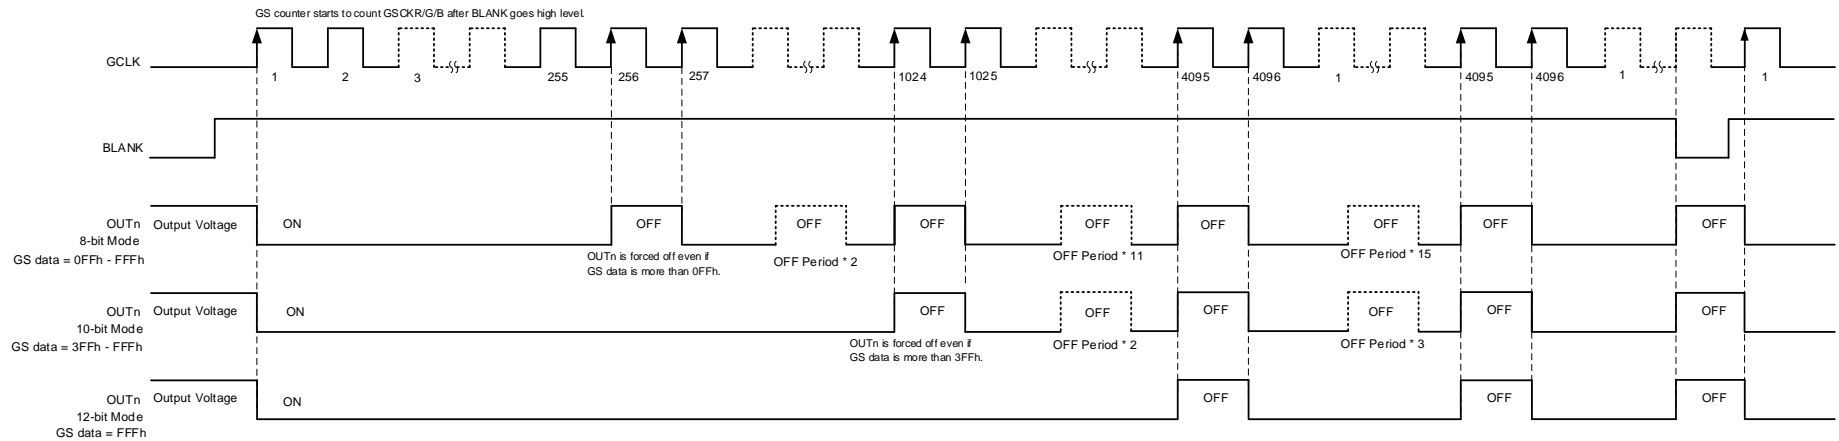 GS counter starts to count GSCKR/G/B after BLANK goes high level.
GCLK
1 2 3 255 256 257 1024 1025 4095 4096 1 4095 4096 1 1
BLANK
OUTn
8-bit Mode
GS data = 0FFh - FFFh
Output Voltage ON OFF OFF OFF OFF OFF OFF OFF OFF
OUTn is forced off even if
GS data is more than 0FFh.
OFF Period * 2
OFF Period * 11
OFF Period * 15
OUTn
10-bit Mode
GS data = 3FFh - FFFh
Output Voltage ON OFF OFF OFF OFF OFF OFF
OUTn is forced off even if
GS data is more than 3FFh.
OFF Period * 2
OFF Period * 3
OUTn
12-bit Mode
GS data = FFFh
Output Voltage ON OFF OFF OFF